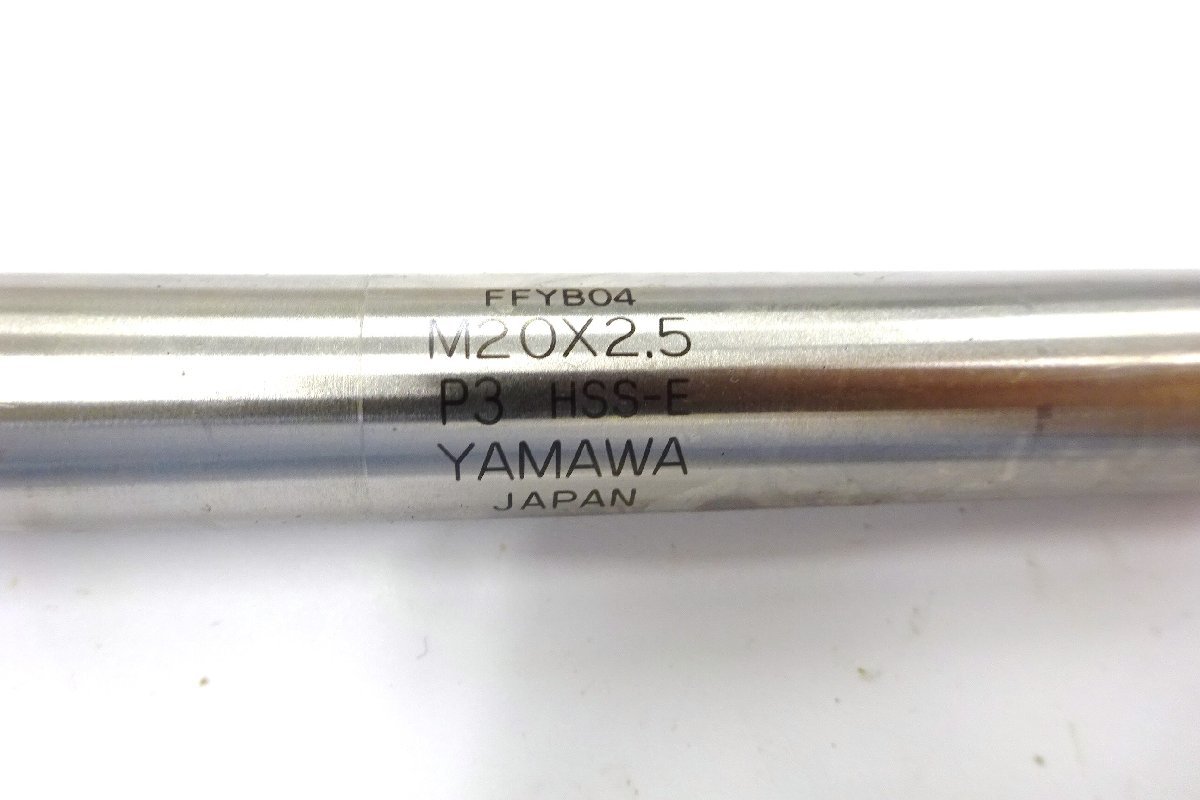 FFYB04
M20X2.5
P3 HSS-E
YAMAWA
JAPAN